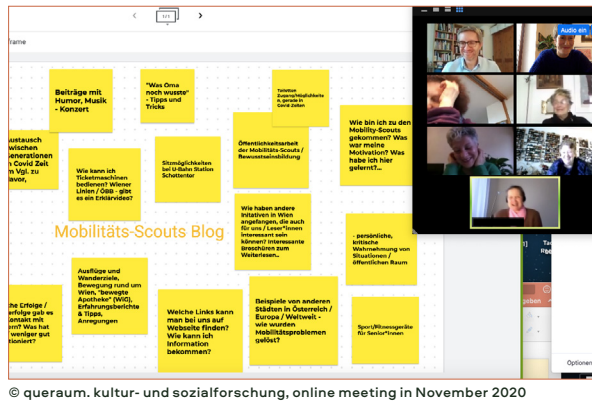 1/1
rame
Audio ein
Beiträge mit
Humor, Musik
- Konzert
"Was Oma
noch wusste"
- Tipps und
Tricks
Toiletten
Zugang/Möglichkeite
n, gerade in
Covid Zeiten
Wie bin ich zu den
Mobility-Scouts
gekommen? Was
war meine
Motivation? Was
habe ich hier
gelernt?...
ustausch
wischen
Generationen
Covid Zeit
m Vgl. zu
davor,
Wie kann ich
Ticketmaschinen
bedienen? Wiener
Linien / ÖBB - gibt
es ein Erklärvideo?
Sitzmöglichkeiten
bei U-Bahn Station
Schottentor
Öffentlichkeitsarbeit
der Mobilitäts-Scouts /
Bewusstseinsbildung
Mobilitäts-Scouts Blog
Wie haben andere
Initativen in Wien
angefangen, die auch
für uns / Leser*innen
interessant sein
können? Interessante
Broschüren zum
Weiterlesen..
- persönliche,
kritische
Wahrnehmung von
Situationen /
öffentlichen Raum
Ausflüge und
Wanderziele,
Bewegung rund um
Wien, "bewegte
Apotheke" (WiG),
Erfahrungsberichte
& Tipps,
Anregungen
che Erfolge /
erfolge gab es
ontakt mit
ern? Was hat
weniger gut
tioniert?
Welche Links kann
man bei uns auf
Webseite finden?
Wie kann ich
Information
bekommen?
Beispiele von anderen
Städten in Österreich /
Europa / Weltweit -
wie wurden
Mobilitätsproblemen
gelöst?
Sport/Fitnessgeräte
für Senior*innen
geben
Optionen
© queraum. kultur- und sozialforschung, online meeting in November 2020